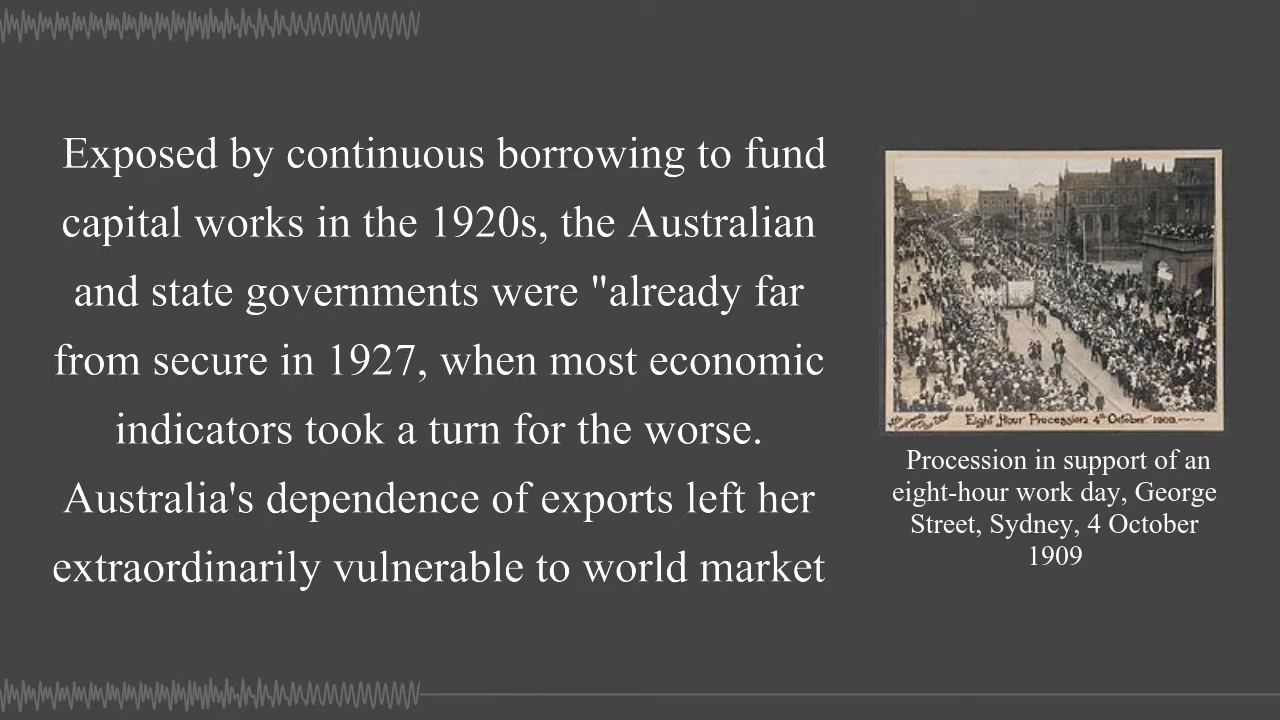 Exposed by continuous borrowing to fund
capital works in the 1920s, the Australian
and state governments were "already far
from secure in 1927, when most economic
indicators took a turn for the worse.
Australia's dependence of exports left her
extraordinarily vulnerable to world market
Eight Hour Procession 4th October 1909
Procession in support of an
eight-hour work day, George
Street, Sydney, 4 October
1909